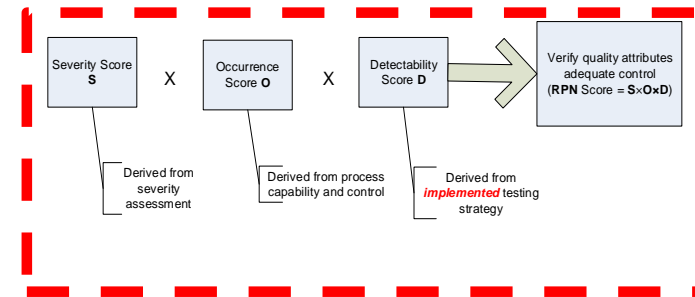 Severity Score
S
X
Occurrence
Score O
X
Detectability
Score D
Verify quality attributes
adequate control
(RPN Score = S×O×D)
Derived from
severity
assessment
Derived from process
capability and control
Derived from
implemented testing
strategy